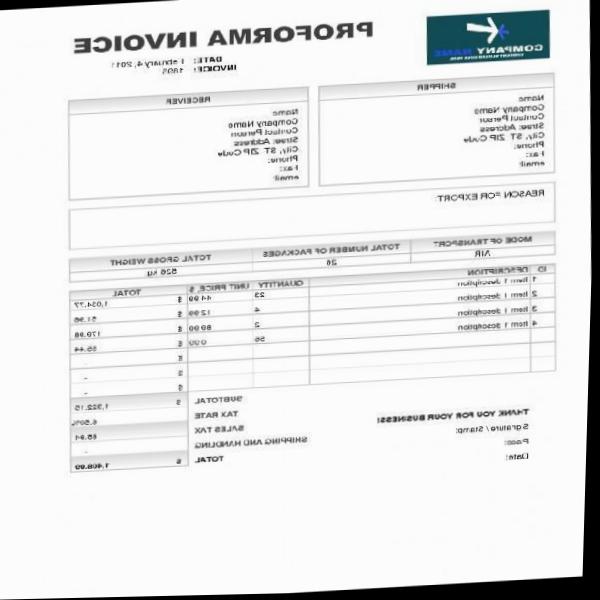 COMPANY NAME
PROFORMA INVOICE
DATE: February 4, 2011
INVOICE: 1895
SHIPPER
RECEIVER
Name
Company Name
Contact Person
Street Address
City, ST ZIP Code
Phone:
Fax:
email:
Name
Company Name
Contact Person
Street Address
City, ST ZIP Code
Phone:
Fax:
email:
REASON FOR EXPORT:
MODE OF TRANSPORT TOTAL NUMBER OF PACKAGES TOTAL GROSS WEIGHT
AIR 26 526 kg
ID DESCRIPTION QUANTITY UNIT PRICE, $ TOTAL
1 Item 1 description 23 44.99 $ 1,034.77
2 Item 1 description 4 12.99 $ 51.96
3 Item 1 description 2 89.99 $ 179.98
4 Item 1 description 56 0.99 $ 55.44
$ -
$ -
$ -
THANK YOU FOR YOUR BUSINESS!
Signature / Stamp:
Place:
Date:
SUBTOTAL $ 1,322.15
TAX RATE 6.50%
SALES TAX 85.94
SHIPPING AND HANDLING -
TOTAL $ 1,408.09